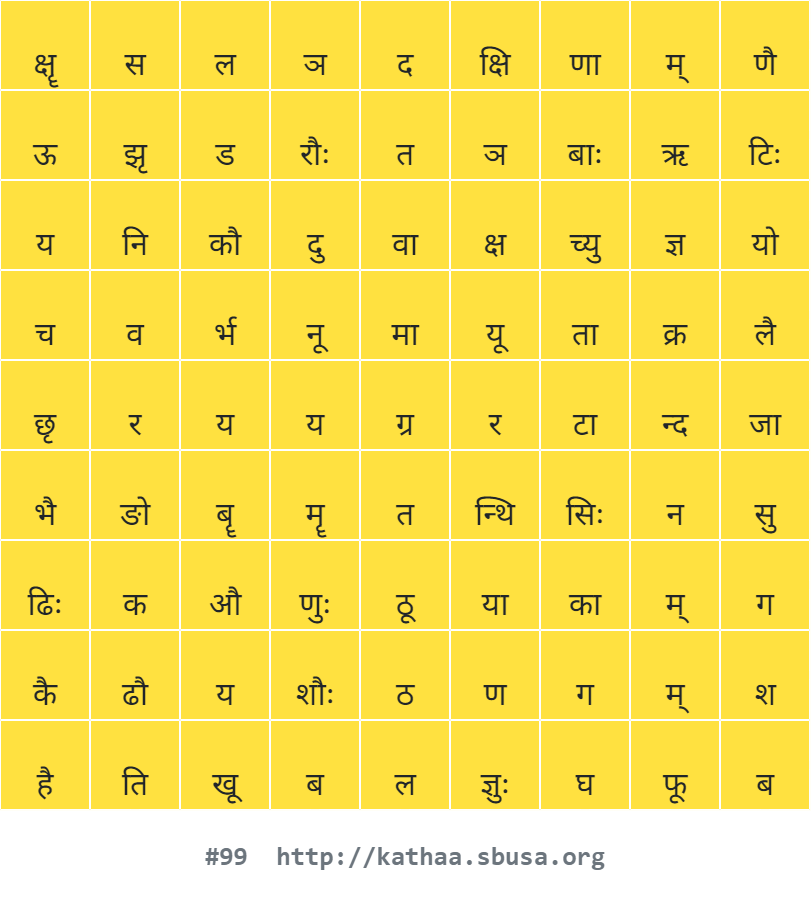 क्षॄ स ल ञ द क्षि णा म् णै
ऊ झृ ड रौः त ञ बाः ऋ टिः
य नि कौ दु वा क्ष च्यु ज्ञ यो
च व र्भ नू मा यू ता क्र लै
छृ र य य ग्र र टा न्द जा
भै ङो बॄ मॄ त न्थि सिः न सु
ढिः क औ णुः ठू या का म् ग
कै ढौ य शौः ठ ण ग म् श
है ति खू ब ल ज्ञुः घ फू ब
#99 http://kathaa.sbusa.org